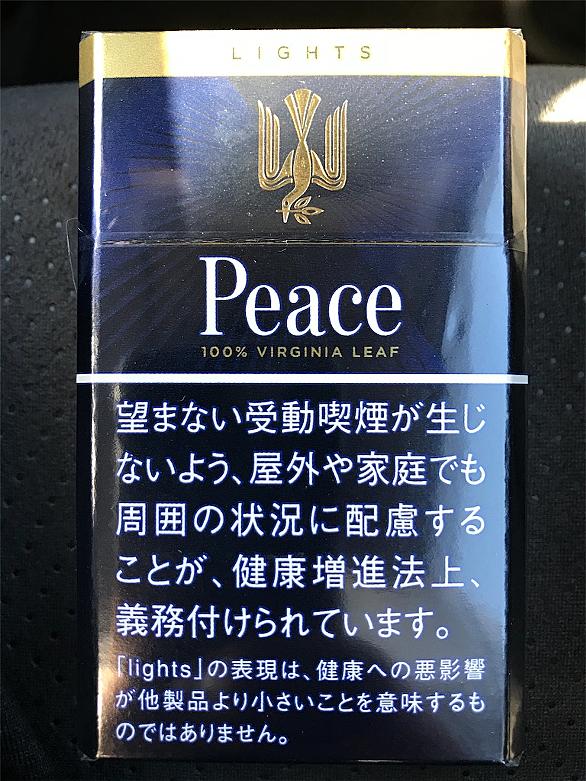 LIGHTS
Peace
100% VIRGINIA LEAF
望まない受動喫煙が生じ
ないよう、屋外や家庭でも
周囲の状況に配慮する
ことが、健康増進法上、
義務付けられています。
「lights」の表現は、健康への悪影響
が他製品より小さいことを意味するも
のではありません。